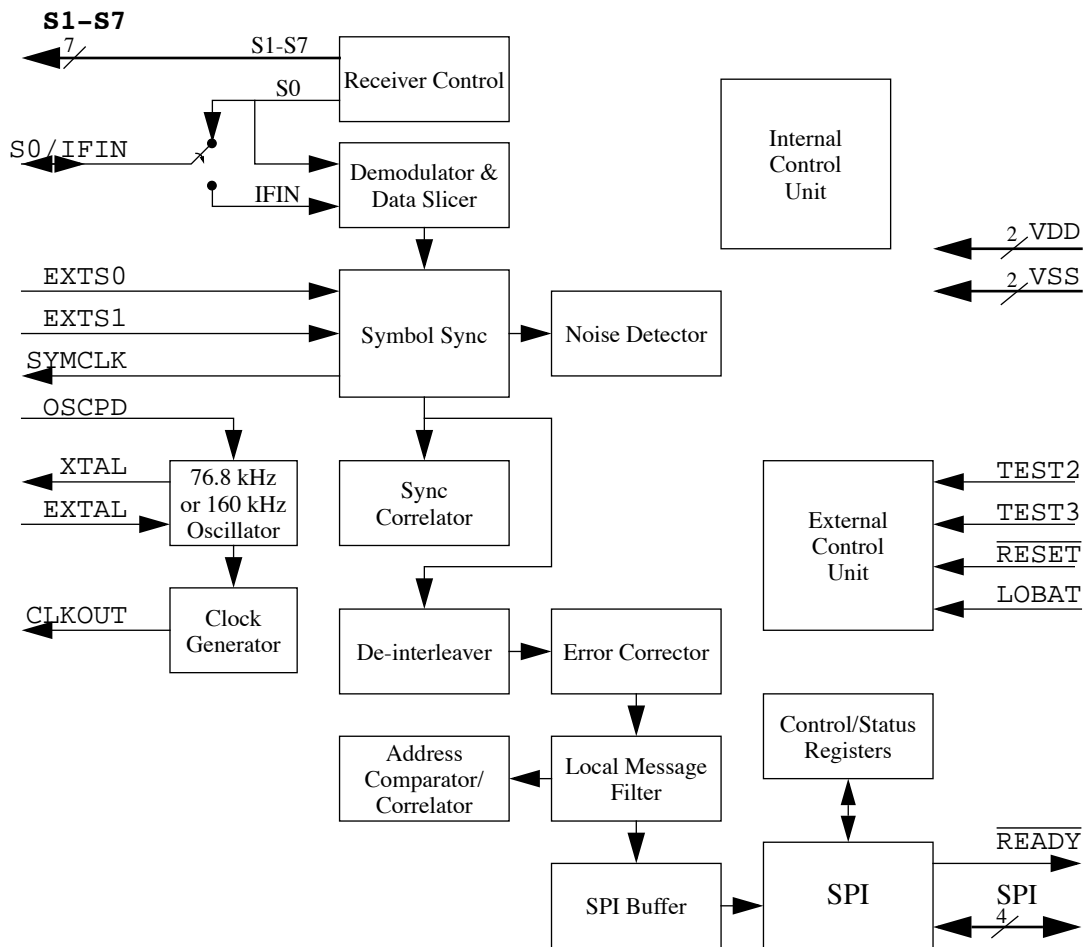 S1-S7
7
S1-S7
Receiver Control
S0
S0/IFIN
IFIN
Demodulator &
Data Slicer
Internal
Control
Unit
2
VDD
2
VSS
EXTS0
EXTS1
SYMCLK
Symbol Sync
Noise Detector
OSCPD
XTAL
EXTAL
76.8 kHz
or 160 kHz
Oscillator
Sync
Correlator
External
Control
Unit
TEST2
TEST3
RESET
LOBAT
CLKOUT
Clock
Generator
De-interleaver
Error Corrector
Control/Status
Registers
Address
Comparator/
Correlator
Local Message
Filter
SPI Buffer
SPI
READY
SPI
4